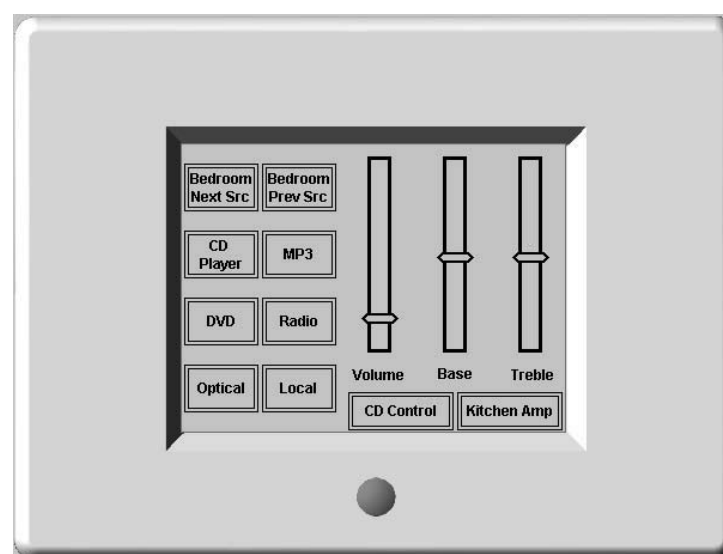 Bedroom
Next Src
Bedroom
Prev Src
CD
Player
MP3
DVD
Radio
Optical
Local
Volume
Base
Treble
CD Control
Kitchen Amp